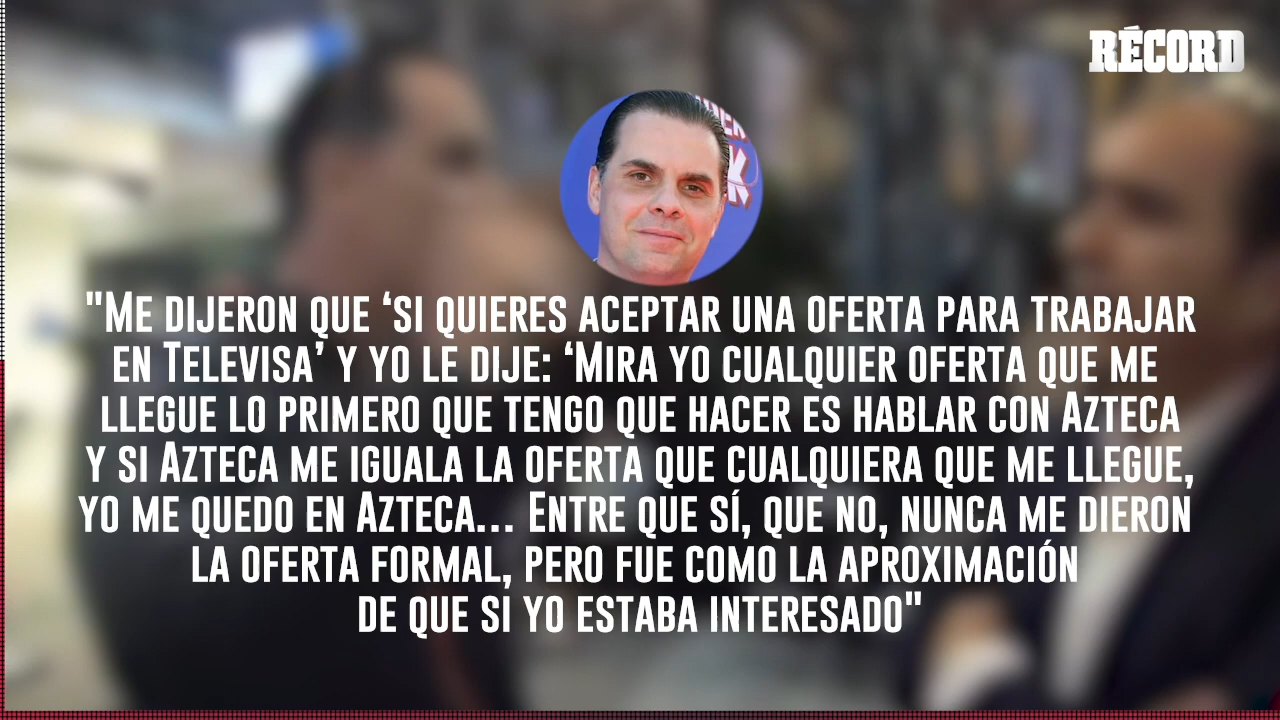 RÉCORD
"Me dijeron que ‘si quieres aceptar una oferta para trabajar
en Televisa’ y yo le dije: ‘Mira yo cualquier oferta que me
llegue lo primero que tengo que hacer es hablar con Azteca
y si Azteca me iguala la oferta que cualquiera que me llegue,
yo me quedo en Azteca... Entre que sí, que no, nunca me dieron
la oferta formal, pero fue como la aproximación
de que si yo estaba interesado"